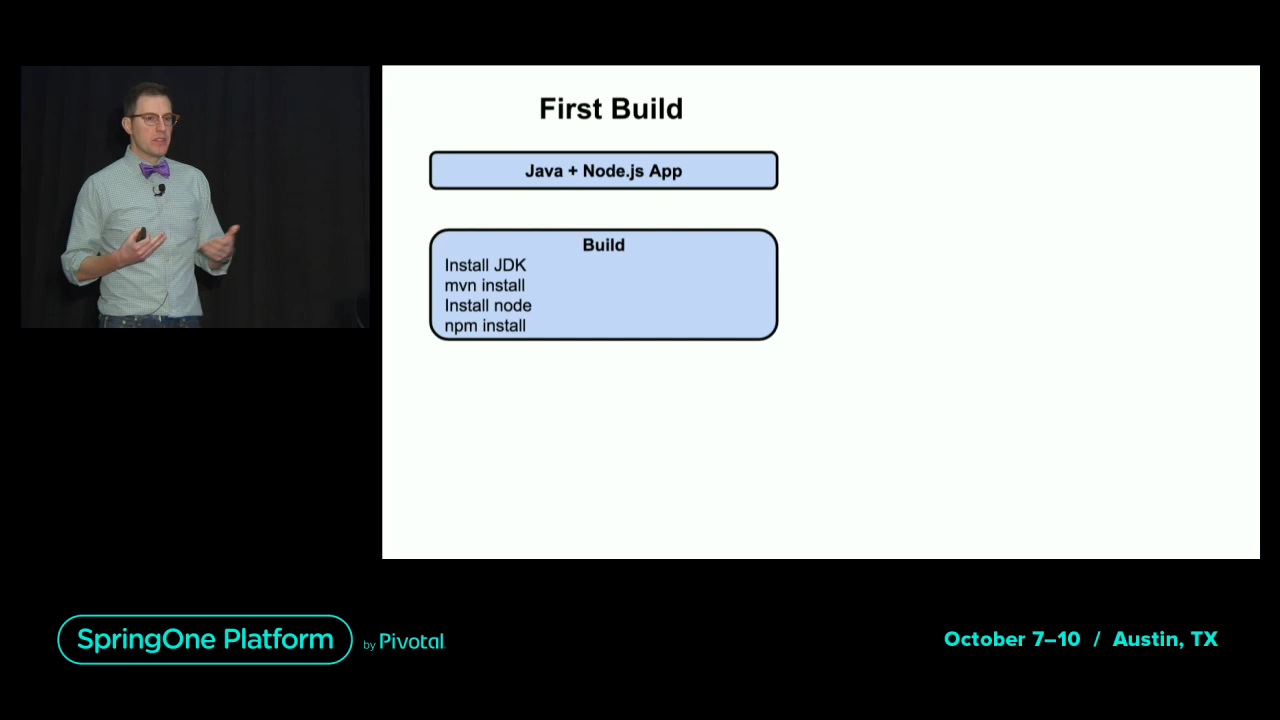 First Build
Java + Node.js App
Build
Install JDK
mvn install
Install node
npm install
SpringOne Platform by Pivotal
October 7–10 / Austin, TX